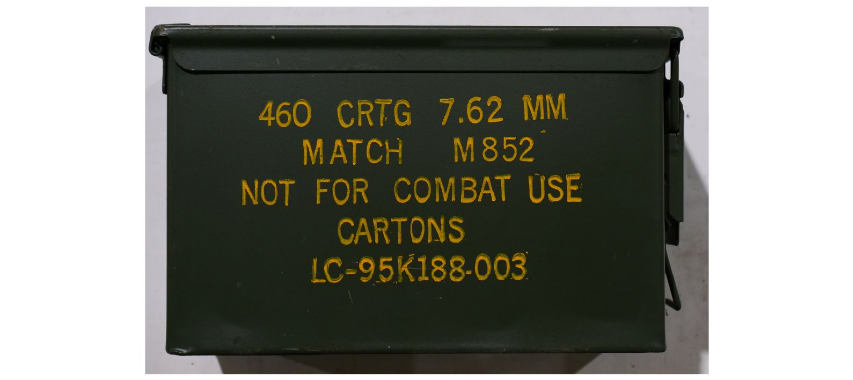 460 CRTG 7.62 MM
MATCH M852
NOT FOR COMBAT USE
CARTONS
LC-95K188-003